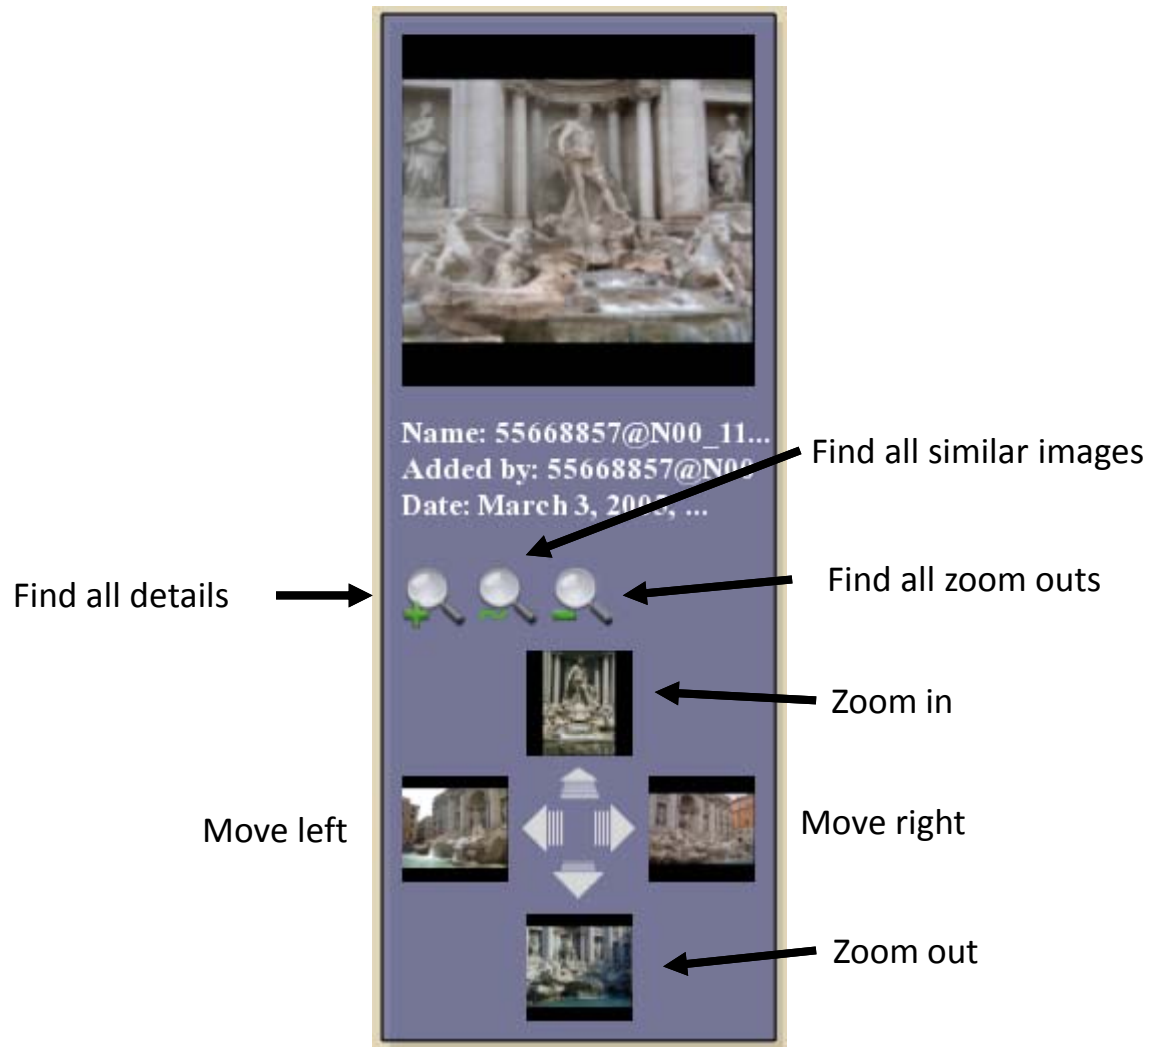 Name: 55668857@N00_11...
Added by: 55668857@N00
Date: March 3, 2005, ...
Find all similar images
Find all details
Find all zoom outs
Zoom in
Move left
Move right
Zoom out